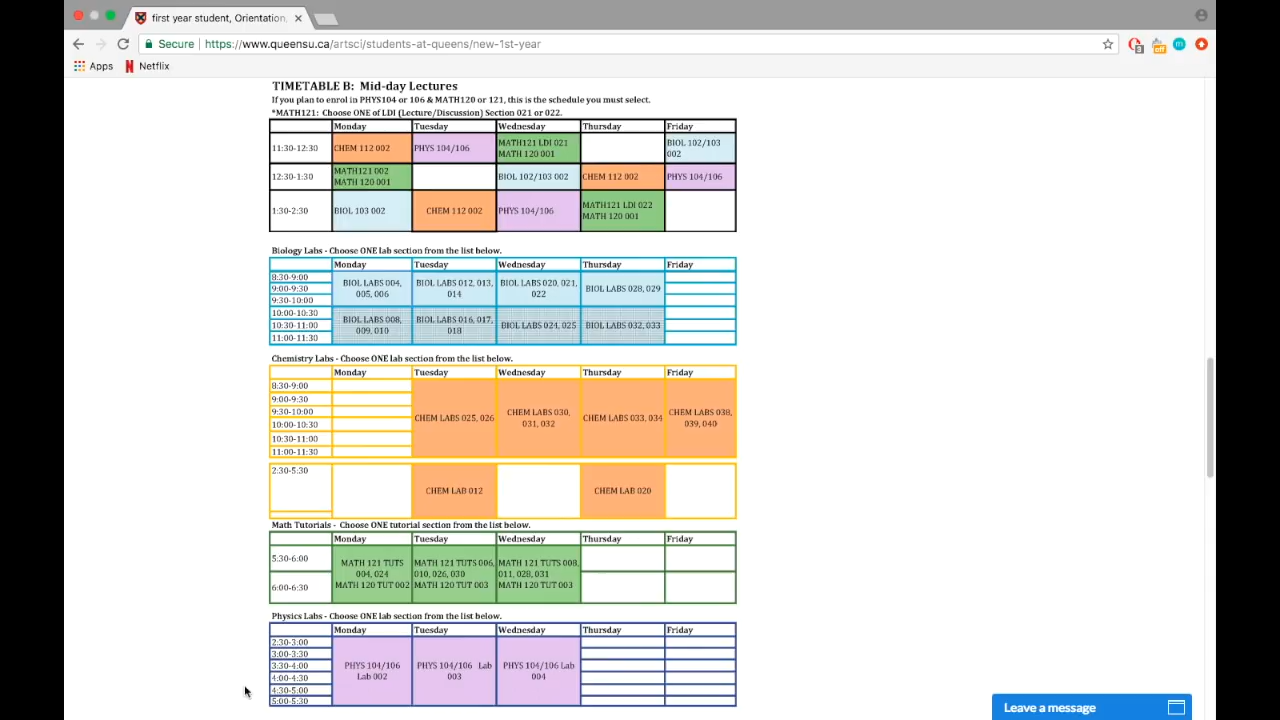 first year student, Orientation,
Secure
https://www.queensu.ca/artsci/students-at-queens/new-1st-year
3
off
m
Apps
Netflix
TIMETABLE B: Mid-day Lectures
If you plan to enrol in PHYS104 or 106 & MATH120 or 121, this is the schedule you must select.
*MATH121: Choose ONE of LDI (Lecture/Discussion) Section 021 or 022.
Monday Tuesday Wednesday Thursday Friday
11:30-12:30 CHEM 112 002 PHYS 104/106 MATH121 LDI 021 BIOL 102/103
MATH 120 001 002
12:30-1:30 MATH121 002 BIOL 102/103 002 CHEM 112 002 PHYS 104/106
MATH 120 001
1:30-2:30 BIOL 103 002 CHEM 112 002 PHYS 104/106 MATH121 LDI 022
MATH 120 001
Biology Labs - Choose ONE lab section from the list below.
Monday Tuesday Wednesday Thursday Friday
8:30-9:00
BIOL LABS 004, BIOL LABS 012, 013, BIOL LABS 020, 021, BIOL LABS 028, 029
9:00-9:30
005, 006 014 022
9:30-10:00
10:00-10:30
BIOL LABS 008, BIOL LABS 016, 017,
10:30-11:00 BIOL LABS 024, 025 BIOL LABS 032, 033
009, 010 018
11:00-11:30
Chemistry Labs - Choose ONE lab section from the list below.
Monday Tuesday Wednesday Thursday Friday
8:30-9:00
9:00-9:30
9:30-10:00
CHEM LABS 025, 026 CHEM LABS 030, CHEM LABS 033, 034 CHEM LABS 038,
10:00-10:30 031, 032 039, 040
10:30-11:00
11:00-11:30
2:30-5:30
CHEM LAB 012 CHEM LAB 020
Math Tutorials - Choose ONE tutorial section from the list below.
Monday Tuesday Wednesday Thursday Friday
5:30-6:00
MATH 121 TUTS MATH 121 TUTS 006, MATH 121 TUTS 008,
004, 024 010, 026, 030 011, 028, 031
MATH 120 TUT 002 MATH 120 TUT 003 MATH 120 TUT 003
6:00-6:30
Physics Labs - Choose ONE lab section from the list below.
Monday Tuesday Wednesday Thursday Friday
2:30-3:00
3:00-3:30
3:30-4:00 PHYS 104/106 PHYS 104/106 Lab PHYS 104/106 Lab
4:00-4:30 Lab 002 003 004
4:30-5:00
5:00-5:30
Leave a message